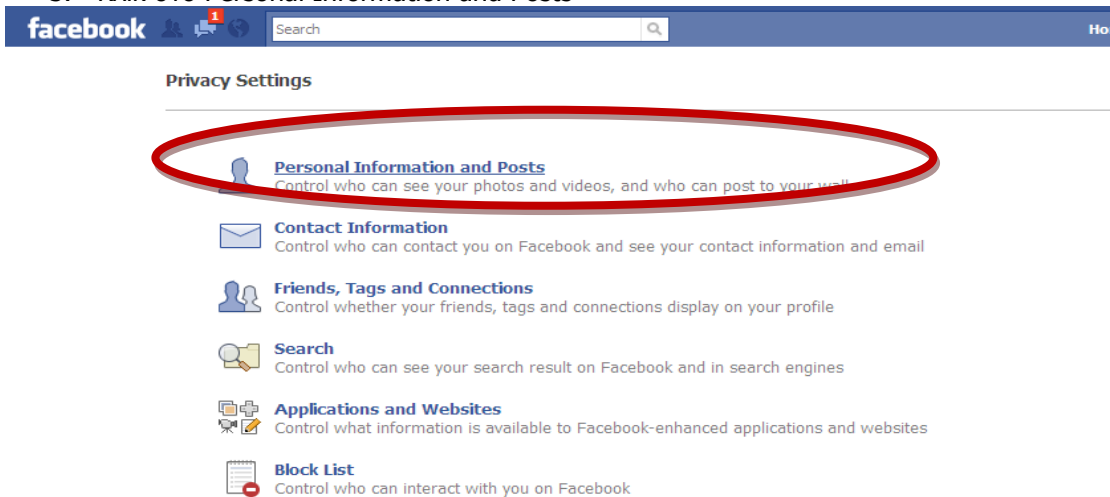 Personal Information and Posts
facebook 1 Search
Privacy Settings
Personal Information and Posts
Control who can see your photos and videos, and who can post to your wall
Contact Information
Control who can contact you on Facebook and see your contact information and email
Friends, Tags and Connections
Control whether your friends, tags and connections display on your profile
Search
Control who can see your search result on Facebook and in search engines
Applications and Websites
Control what information is available to Facebook-enhanced applications and websites
Block List
Control who can interact with you on Facebook